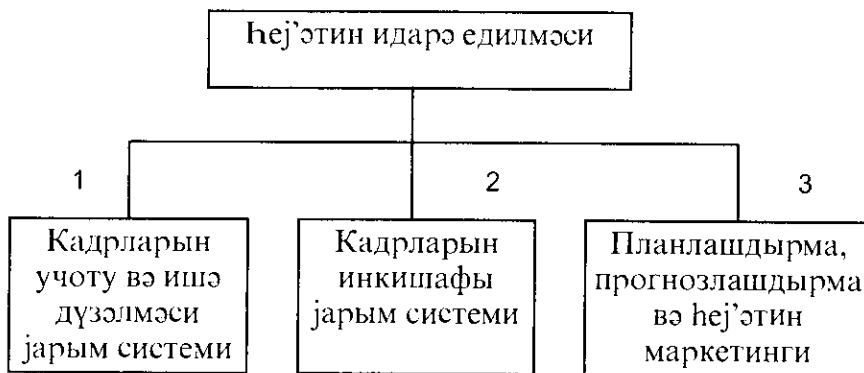 Һеј’әтин идарә едилмәси
1
2
3
Кадрларын
учоту вә ишә
дүзәлмәси
јарым системи
Кадрларын
инкишафы
јарым системи
Планлашдырма,
прогнозлашдырма
вә һеј’әтин
маркетинги